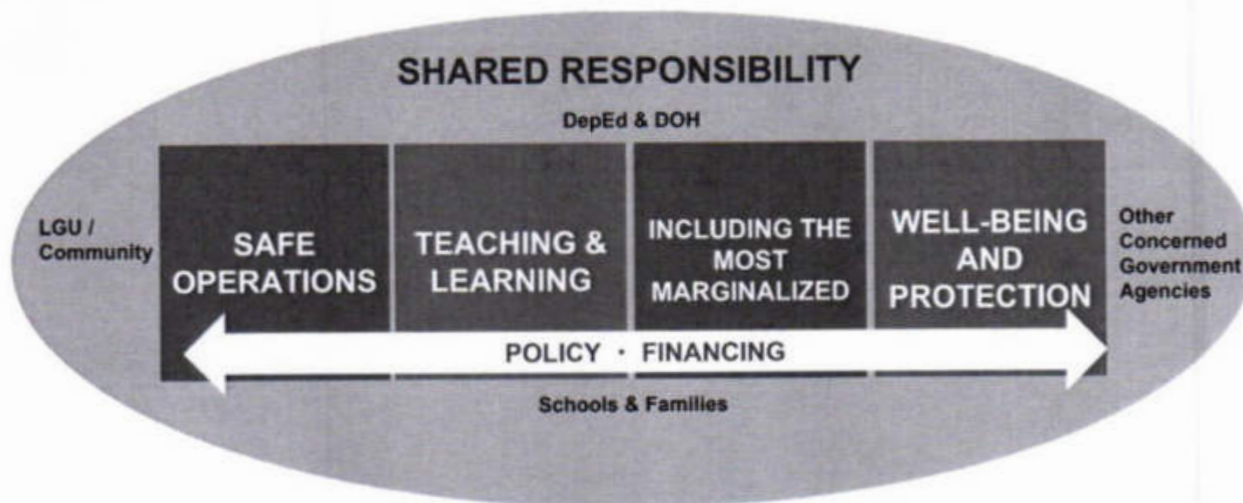 SHARED RESPONSIBILITY
DepEd & DOH
LGU /
Community
SAFE
OPERATIONS
TEACHING &
LEARNING
INCLUDING THE
MOST
MARGINALIZED
WELL-BEING
AND
PROTECTION
Other
Concerned
Government
Agencies
POLICY · FINANCING
Schools & Families